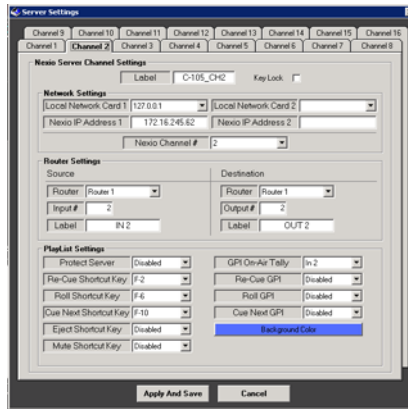 Server Settings
Channel 9 Channel 10 Channel 11 Channel 12 Channel 13 Channel 14 Channel 15 Channel 16
Channel 1 Channel 2 Channel 3 Channel 4 Channel 5 Channel 6 Channel 7 Channel 8
Nexio Server Channel Settings
Label C-105_CH2 Key Lock
Network Settings
Local Network Card 1 127.0.0.1 Local Network Card 2
Nexio IP Address 1 172.16.245.62 Nexio IP Address 2
Nexio Channel # 2
Router Settings
Source Destination
Router Router 1 Router Router 1
Input # 2 Output # 2
Label IN 2 Label OUT 2
PlayList Settings
Protect Server Disabled GPI On-Air Tally In 2
Re-Cue Shortcut Key F-2 Re-Cue GPI Disabled
Roll Shortcut Key F-6 Roll GPI Disabled
Cue Next Shortcut Key F-10 Cue Next GPI Disabled
Eject Shortcut Key Disabled Background Color
Mute Shortcut Key Disabled
Apply And Save Cancel